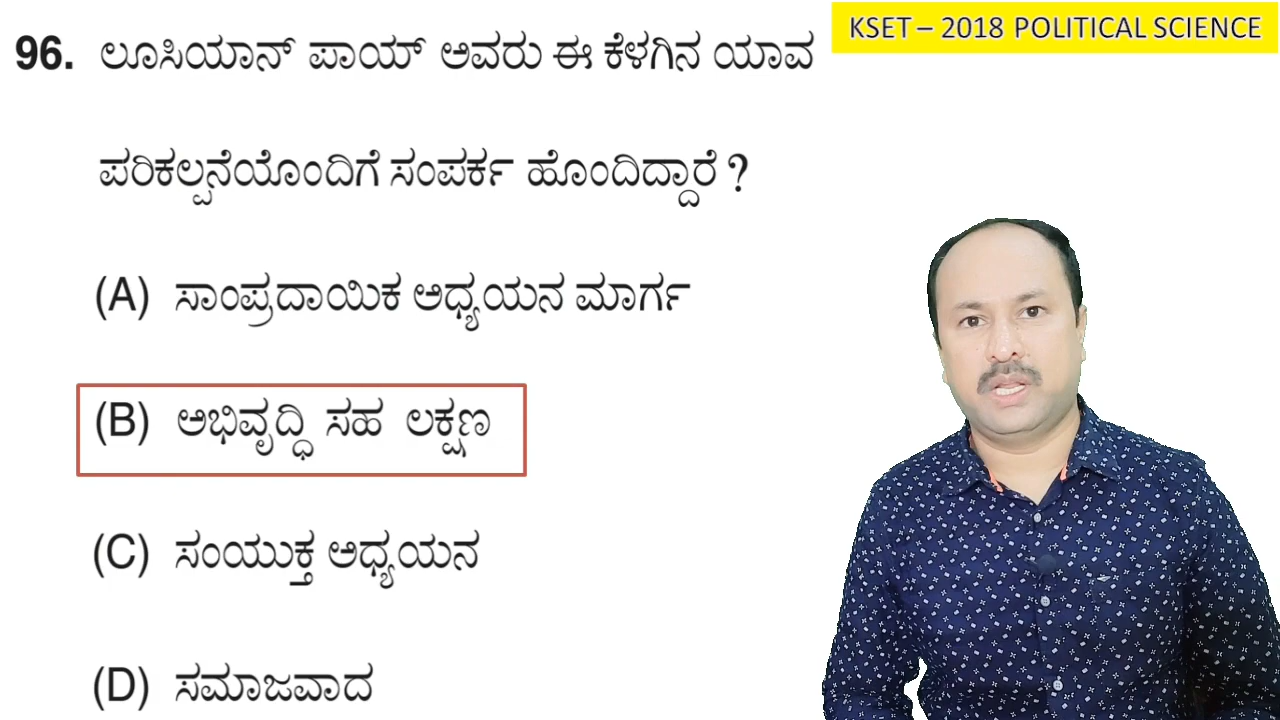 KSET – 2018 POLITICAL SCIENCE
96. ಲೂಸಿಯಾನ್ ಪಾಯ್ ಅವರು ಈ ಕೆಳಗಿನ ಯಾವ
ಪರಿಕಲ್ಪನೆಯೊಂದಿಗೆ ಸಂಪರ್ಕ ಹೊಂದಿದ್ದಾರೆ ?
(A) ಸಾಂಪ್ರದಾಯಿಕ ಅಧ್ಯಯನ ಮಾರ್ಗ
(B) ಅಭಿವೃದ್ಧಿ ಸಹ ಲಕ್ಷಣ
(C) ಸಂಯುಕ್ತ ಅಧ್ಯಯನ
(D) ಸಮಾಜವಾದ